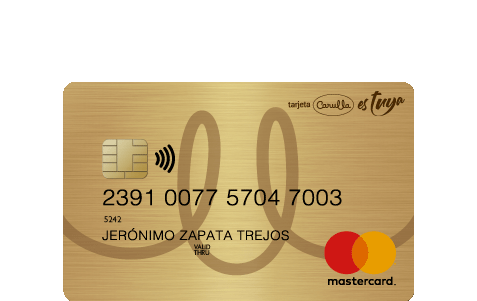 tarjeta Carulla es tuya
2391 0077 5704 7003
5242
JERÓNIMO ZAPATA TREJOS
VALID
THRU
mastercard.